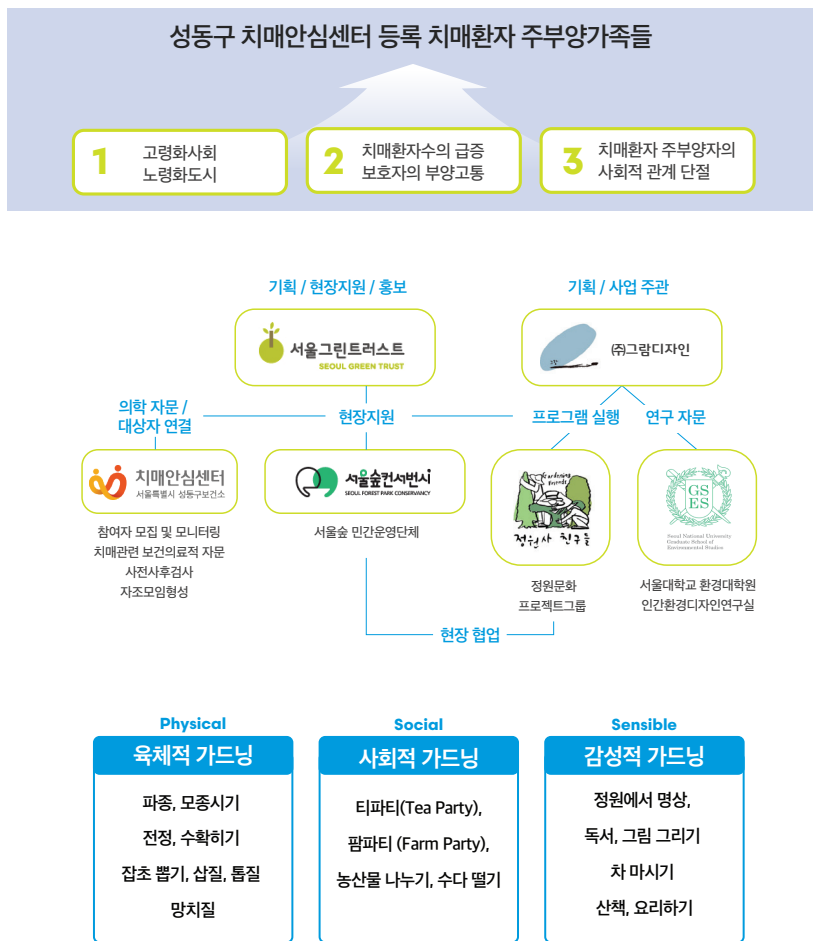 성동구 치매안심센터 등록 치매환자 주부양가족들
1
고령화사회
노령화도시
2
치매환자수의 급증
보호자의 부양고통
3
치매환자 주부양자의
사회적 관계 단절
기획 / 현장지원 / 홍보
서울그린트러스트
SEOUL GREEN TRUST
기획 / 사업 주관
그람
(주)그람디자인
의학 자문 /
대상자 연결
현장지원
프로그램 실행
연구 자문
치매안심센터
서울특별시 성동구보건소
참여자 모집 및 모니터링
치매관련 보건의료적 자문
사전사후검사
자조모임형성
서울숲컨서번시
SEOUL FOREST PARK CONSERVANCY
서울숲 민간운영단체
Gardening
Friends
정원사 친구들
정원문화
프로젝트그룹
GS
ES
Seoul National University
Graduate School of
Environmental Studies
서울대학교 환경대학원
인간환경디자인연구실
현장 협업
Physical
육체적 가드닝
파종, 모종시기
전정, 수확히기
잡초 뽑기, 삽질, 톱질
망치질
Social
사회적 가드닝
티파티(Tea Party),
팜파티 (Farm Party),
농산물 나누기, 수다 떨기
Sensible
감성적 가드닝
정원에서 명상,
독서, 그림 그리기
차 마시기
산책, 요리하기